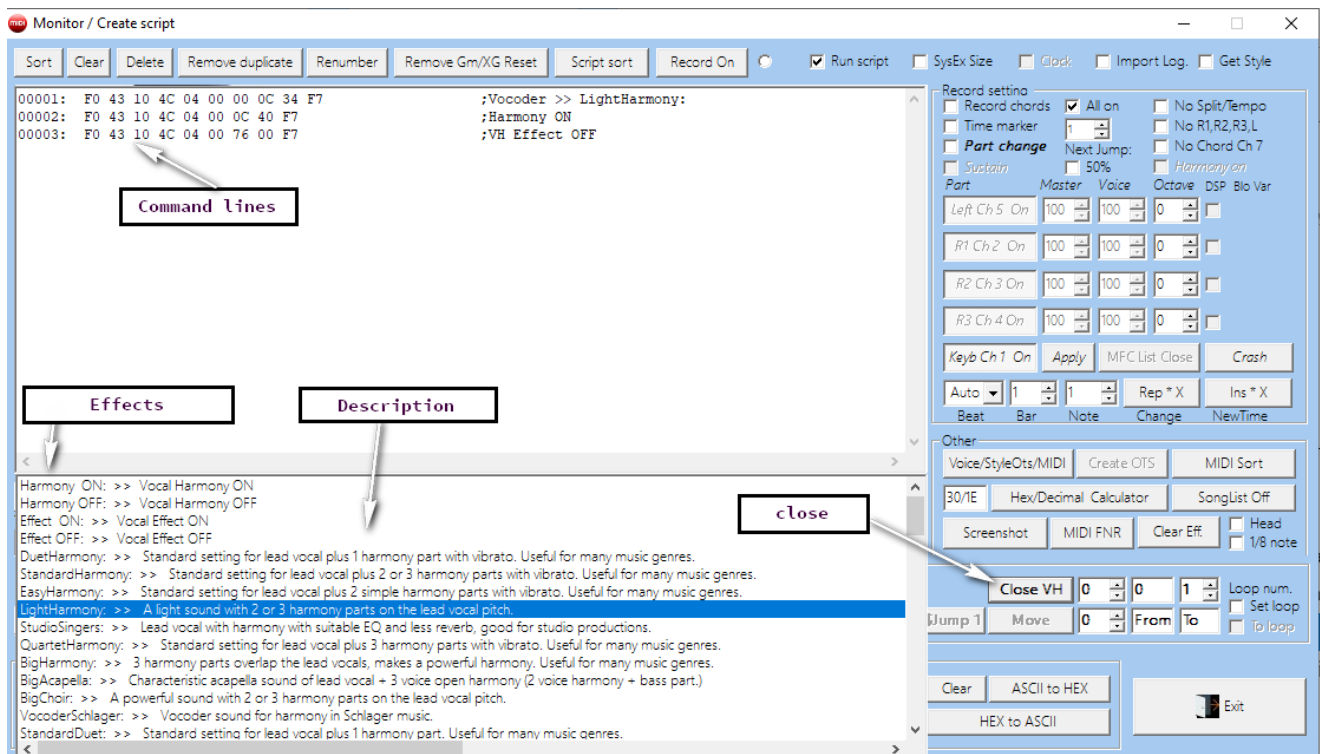 Monitor / Create script
Sort Clear Delete Remove duplicate Renumber Remove Gm/XG Reset Script sort Record On Run script SysEx Size Clock Import Log. Get Style
00001: F0 43 10 4C 04 00 00 0C 34 F7 ;Vocoder >> LightHarmony:
00002: F0 43 10 4C 04 00 0C 40 F7 ;Harmony ON
00003: F0 43 10 4C 04 00 76 00 F7 ;VH Effect OFF
Command lines
Effects
Description
close
Harmony ON: >> Vocal Harmony ON
Harmony OFF: >> Vocal Harmony OFF
Effect ON: >> Vocal Effect ON
Effect OFF: >> Vocal Effect OFF
DuetHarmony: >> Standard setting for lead vocal plus 1 harmony part with vibrato. Useful for many music genres.
StandardHarmony: >> Standard setting for lead vocal plus 2 or 3 harmony parts with vibrato. Useful for many music genres.
EasyHarmony: >> Standard setting for lead vocal plus 2 simple harmony parts with vibrato. Useful for many music genres.
LightHarmony: >> A light sound with 2 or 3 harmony parts on the lead vocal pitch.
StudioSingers: >> Lead vocal with harmony with suitable EQ and less reverb, good for studio productions.
QuartetHarmony: >> Standard setting for lead vocal plus 3 harmony parts with vibrato. Useful for many music genres.
BigHarmony: >> 3 harmony parts overlap the lead vocals, makes a powerful harmony. Useful for many music genres.
BigAcapella: >> Characteristic acapella sound of lead vocal + 3 voice open harmony (2 voice harmony + bass part.)
BigChoir: >> A powerful sound with 2 or 3 harmony parts on the lead vocal pitch.
VocoderSchlager: >> Vocoder sound for harmony in Schlager music.
StandardDuet: >> Standard setting for lead vocal plus 1 harmony part. Useful for many music genres.
Record setting
Record chords All on No Split/Tempo
Time marker 1 No R1,R2,R3,L
Part change Next Jump: No Chord Ch 7
Sustain 50% Harmony on
Part Master Voice Octave DSP Blo Var
Left Ch 5 On 100 100 0
R1 Ch 2 On 100 100 0
R2 Ch 3 On 100 100 0
R3 Ch 4 On 100 100 0
Keyb Ch 1 On Apply MFC List Close Crash
Auto 1 1 Rep * X Ins * X
Beat Bar Note Change NewTime
Other
Voice/StyleOts/MIDI Create OTS MIDI Sort
30/1E Hex/Decimal Calculator SongList Off
Screenshot MIDI FNR Clear Eff. Head
1/8 note
Close VH 0 0 1 Loop num.
Set loop
Jump 1 Move 0 From To To loop
Clear ASCII to HEX
HEX to ASCII
Exit